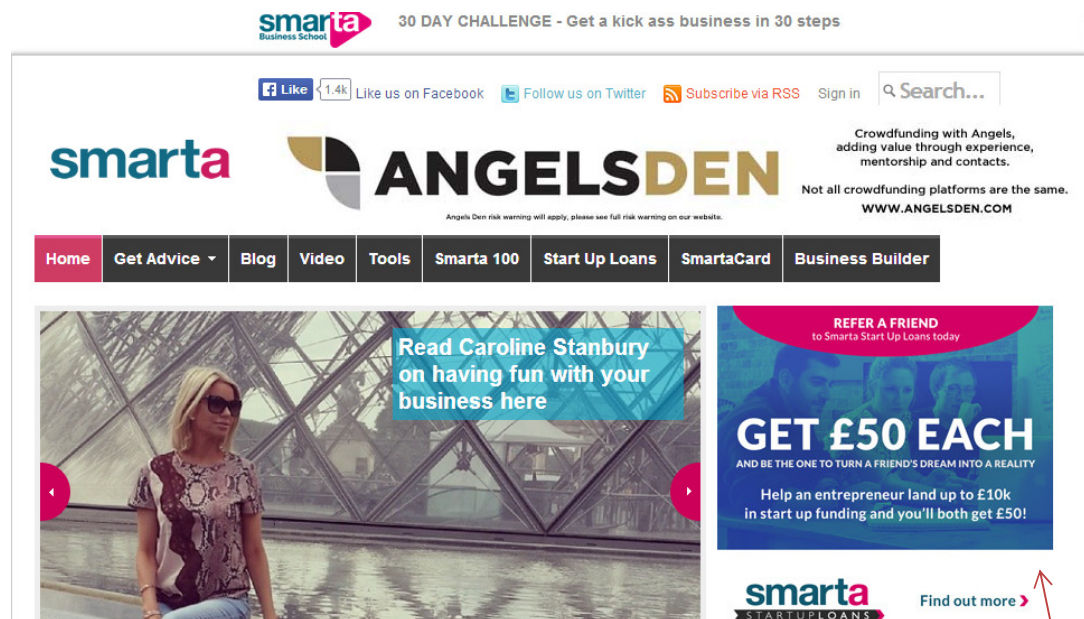 smarta
Business School
30 DAY CHALLENGE - Get a kick ass business in 30 steps
Like
1.4k
Like us on Facebook
Follow us on Twitter
Subscribe via RSS
Sign in
Search...
smarta
ANGELSDEN
Angels Den risk warning will apply, please see full risk warning on our website.
Crowdfunding with Angels,
adding value through experience,
mentorship and contacts.
Not all crowdfunding platforms are the same.
WWW.ANGELSDEN.COM
Home
Get Advice
Blog
Video
Tools
Smarta 100
Start Up Loans
SmartaCard
Business Builder
Read Caroline Stanbury
on having fun with your
business here
REFER A FRIEND
to Smarta Start Up Loans today
GET £50 EACH
AND BE THE ONE TO TURN A FRIEND'S DREAM INTO A REALITY
Help an entrepreneur land up to £10k
in start up funding and you'll both get £50!
smarta
STARTUPLOANS
Find out more